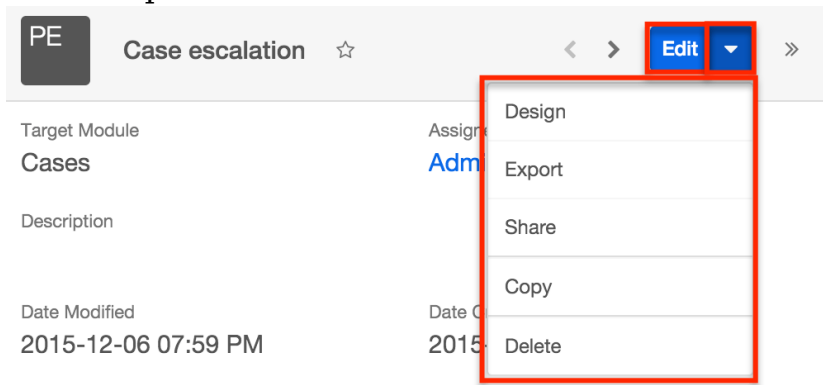 PE
Case escalation
Edit
Design
Target Module
Cases
Export
Description
Share
Copy
Date Modified
2015-12-06 07:59 PM
Delete